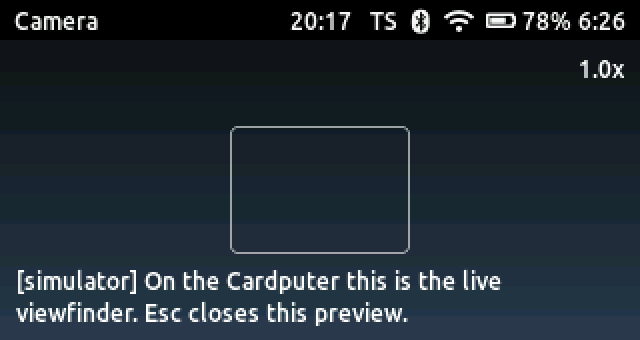 Camera 20:17 TS 78% 6:26
1.0x
[simulator] On the Cardputer this is the live
viewfinder. Esc closes this preview.